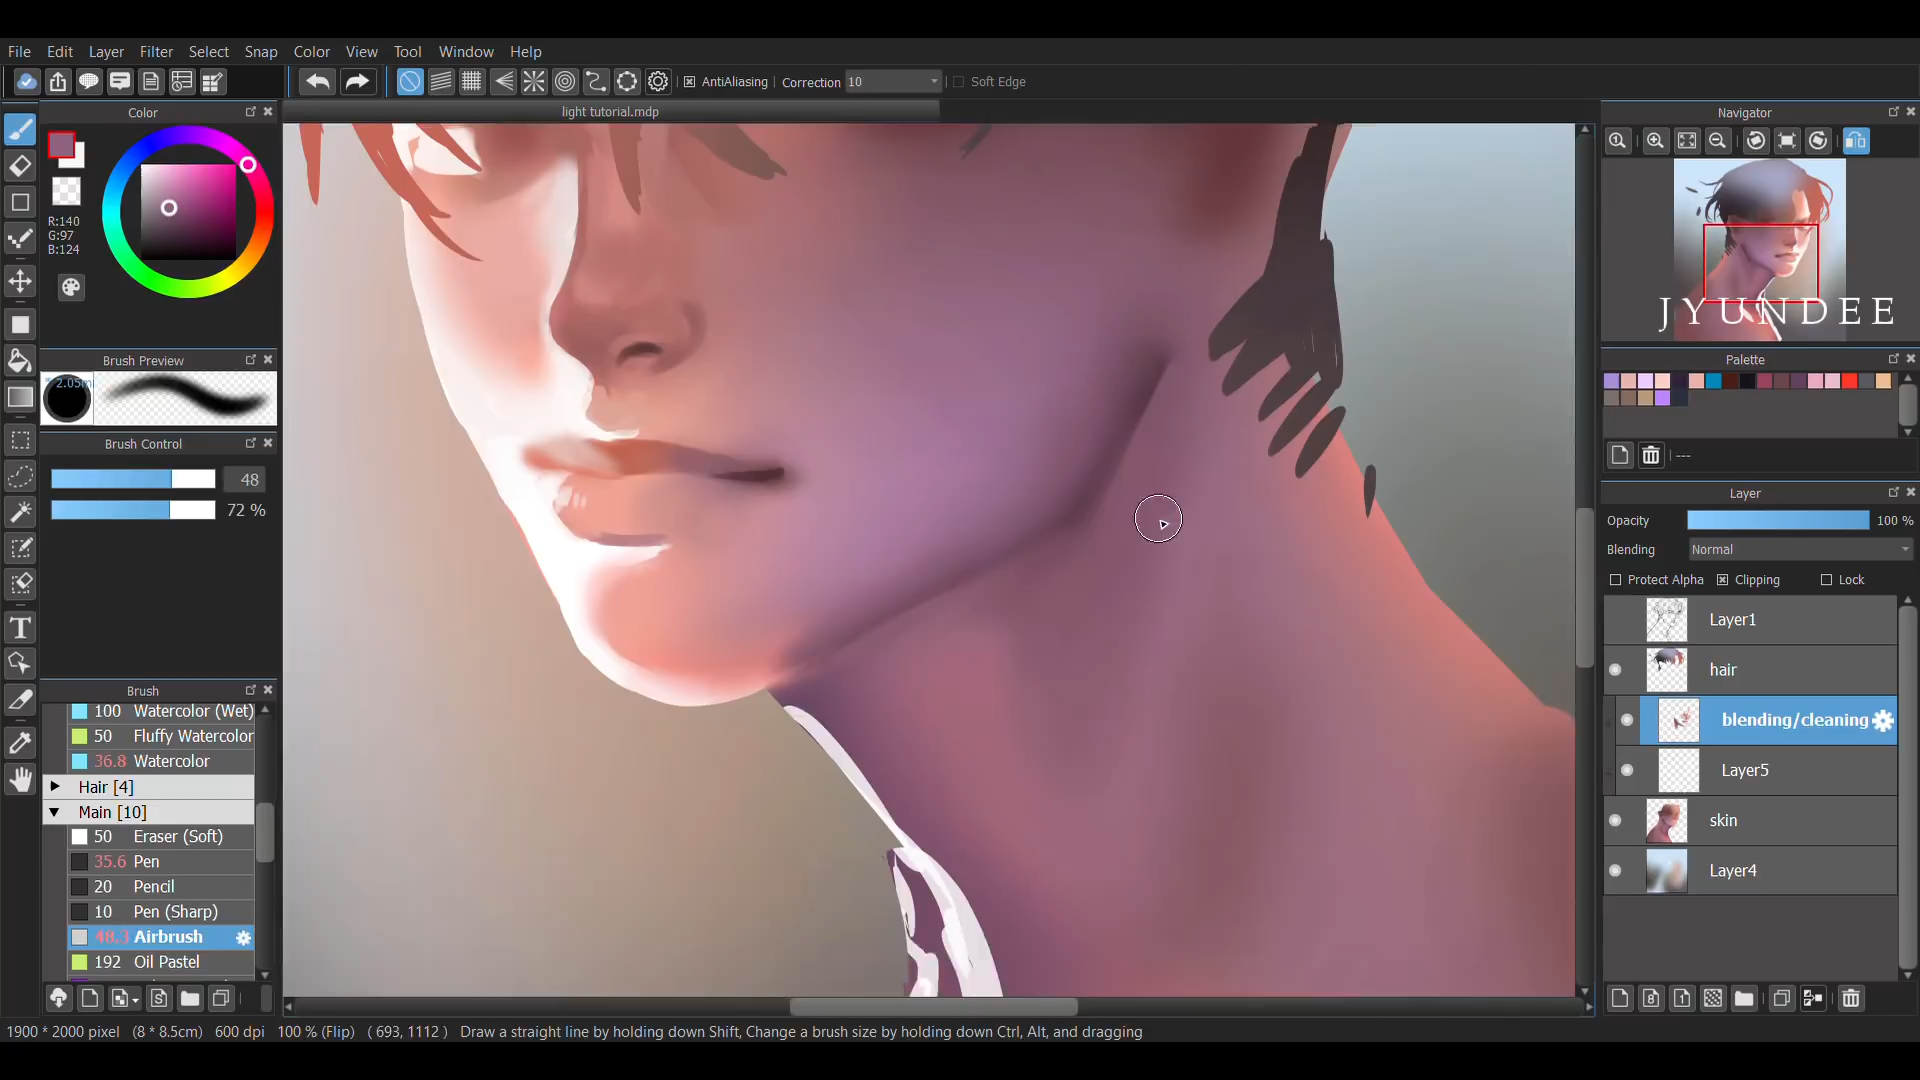 File Edit Layer Filter Select Snap Color View Tool Window Help
AntiAliasing Correction 10 Soft Edge
light tutorial.mdp
Color
R:140
G:97
B:124
Brush Preview
Brush Control
48
72 %
Brush
100 Watercolor (Wet)
50 Fluffy Watercolor
36.8 Watercolor
Hair [4]
Main [10]
50 Eraser (Soft)
35.6 Pen
20 Pencil
10 Pen (Sharp)
48.3 Airbrush
192 Oil Pastel
Navigator
JYUNDEE
Palette
---
Layer
Opacity 100 %
Blending Normal
Protect Alpha Clipping Lock
Layer1
hair
blending/cleaning
Layer5
skin
Layer4
1900 * 2000 pixel (8 * 8.5cm) 600 dpi 100 % (Flip) ( 693, 1112 ) Draw a straight line by holding down Shift, Change a brush size by holding down Ctrl, Alt, and dragging